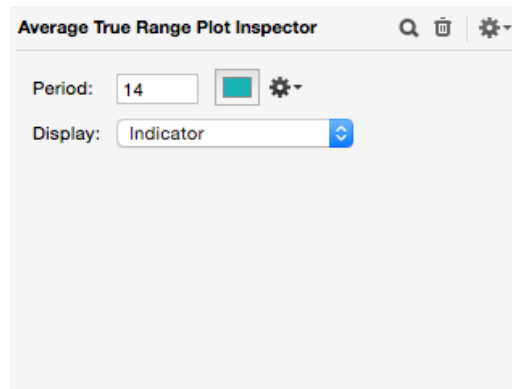 Average True Range Plot Inspector
Period: 14
Display: Indicator